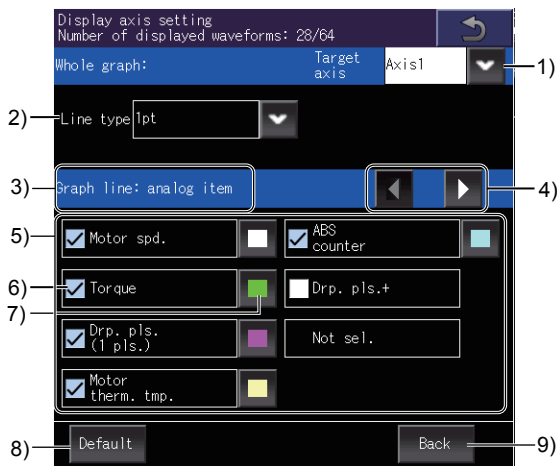 Display axis setting
Number of displayed waveforms: 28/64
Whole graph:
Target axis
Axis1
1)
2)
Line type
1pt
3)
Graph line: analog item
4)
5)
Motor spd.
ABS counter
6)
Torque
Drp. pls.+
7)
Drp. pls.
(1 pls.)
Not sel.
Motor
therm. tmp.
8)
Default
Back
9)